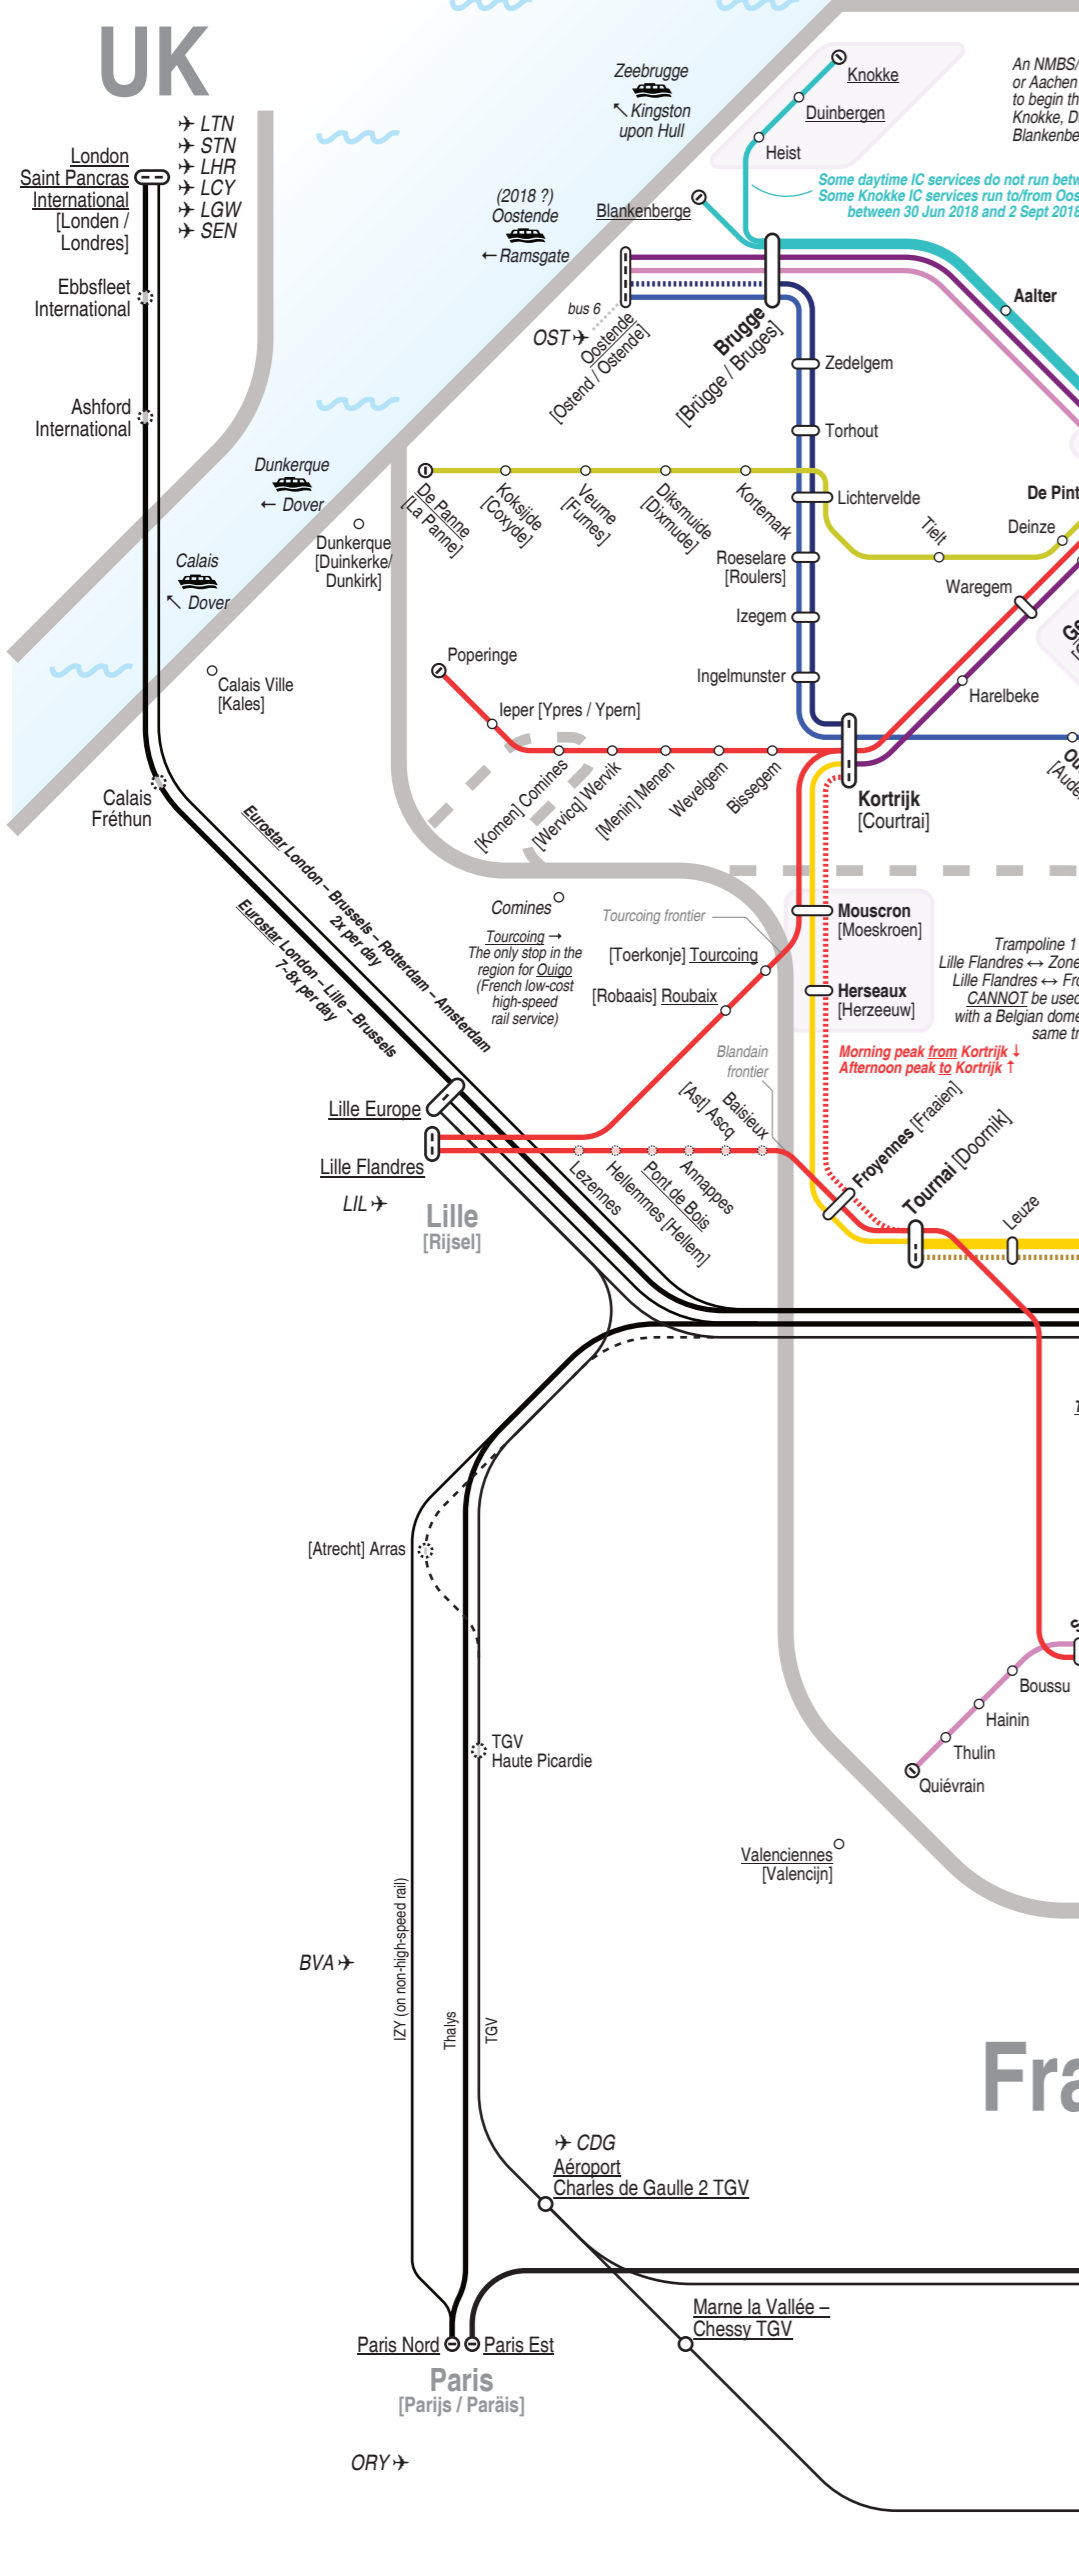 UK
✈ LTN
✈ STN
✈ LHR
✈ LCY
✈ LGW
✈ SEN
London
Saint Pancras
International
[Londen /
Londres]
Ebbsfleet
International
Ashford
International
Zeebrugge
↖ Kingston
upon Hull
(2018 ?)
Oostende
← Ramsgate
Dunkerque
← Dover
Calais
↖ Dover
Knokke
Duinbergen
Heist
Blankenberge
An NMBS/
or Aachen
to begin th
Knokke, D
Blankenbe
Some daytime IC services do not run betw
Some Knokke IC services run to/from Oos
between 30 Jun 2018 and 2 Sept 2018
bus 6
OST ✈
Oostende
[Ostend / Ostende]
Brugge
[Brügge / Bruges]
Aalter
Zedelgem
Torhout
Lichtervelde
De Panne
[La Panne]
Koksijde
[Coxyde]
Veurne
[Furnes]
Diksmuide
[Dixmude]
Kortemark
Tielt
De Pint
Deinze
Dunkerque
[Duinkerke/
Dunkirk]
Roeselare
[Roulers]
Izegem
Ingelmunster
Waregem
Harelbeke
Calais Ville
[Kales]
Poperinge
Ieper [Ypres / Ypern]
[Komen] Comines
[Wervicq] Wervik
[Menin] Menen
Wevelgem
Bissegem
Kortrijk
[Courtrai]
[Aude
Calais
Fréthun
Eurostar London – Brussels – Rotterdam – Amsterdam
2x per day
Eurostar London – Lille – Brussels
7~8x per day
Comines
Tourcoing →
The only stop in the
region for Ouigo
(French low-cost
high-speed
rail service)
Tourcoing frontier
[Toerkonje] Tourcoing
[Robaais] Roubaix
Mouscron
[Moeskroen]
Herseaux
[Herzeeuw]
Trampoline 1
Lille Flandres ↔ Zone
Lille Flandres ↔ Fro
CANNOT be used
with a Belgian dome
same tr
Morning peak from Kortrijk ↓
Afternoon peak to Kortrijk ↑
Blandain
frontier
[Ast] Ascq
Baisieux
Froyennes [Fraaien]
Tournai [Doornik]
Leuze
Lille Europe
Lille Flandres
LIL ✈
Lille
[Rijsel]
Lezennes
Hellemmes [Hellem]
Pont de Bois
Annappes
[Atrecht] Arras
TGV
Haute Picardie
Boussu
Hainin
Thulin
Quiévrain
Valenciennes
[Valencijn]
BVA ✈
IZY (on non-high-speed rail)
Thalys
TGV
Fra
✈ CDG
Aéroport
Charles de Gaulle 2 TGV
Marne la Vallée –
Chessy TGV
Paris Nord
Paris Est
Paris
[Parijs / Paräis]
ORY ✈